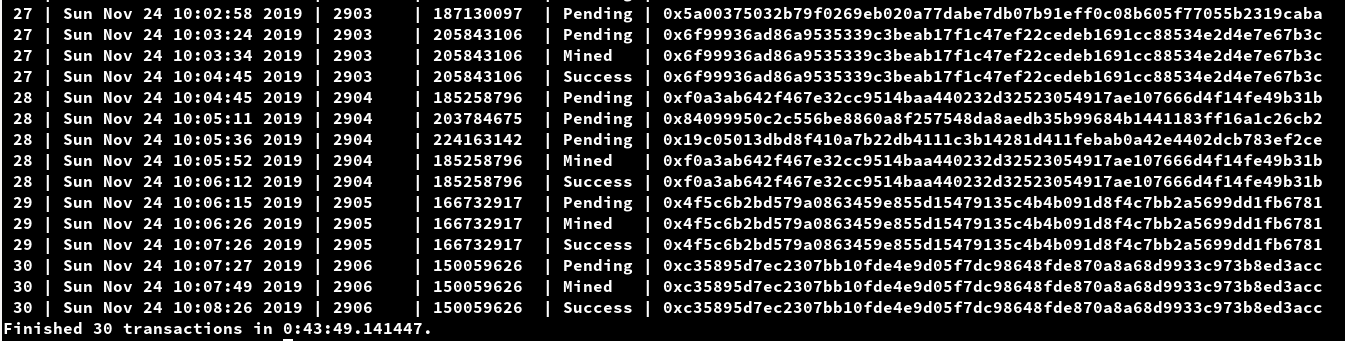 27 | Sun Nov 24 10:02:58 2019 | 2903 | 187130097 | Pending | 0x5a00375032b79f0269eb020a77dabe7db07b91eff0c08b605f77055b2319caba
27 | Sun Nov 24 10:03:24 2019 | 2903 | 205843106 | Pending | 0x6f99936ad86a9535339c3beab17f1c47ef22cedeb1691cc88534e2d4e7e67b3c
27 | Sun Nov 24 10:03:34 2019 | 2903 | 205843106 | Mined | 0x6f99936ad86a9535339c3beab17f1c47ef22cedeb1691cc88534e2d4e7e67b3c
27 | Sun Nov 24 10:04:45 2019 | 2903 | 205843106 | Success | 0x6f99936ad86a9535339c3beab17f1c47ef22cedeb1691cc88534e2d4e7e67b3c
28 | Sun Nov 24 10:04:45 2019 | 2904 | 185258796 | Pending | 0xf0a3ab642f467e32cc9514baa440232d32523054917ae107666d4f14fe49b31b
28 | Sun Nov 24 10:05:11 2019 | 2904 | 203784675 | Pending | 0x84099950c2c556be8860a8f257548da8aedb35b99684b1441183ff16a1c26cb2
28 | Sun Nov 24 10:05:36 2019 | 2904 | 224163142 | Pending | 0x19c05013dbd8f410a7b22db4111c3b14281d411febab0a42e4402dcb783ef2ce
28 | Sun Nov 24 10:05:52 2019 | 2904 | 185258796 | Mined | 0xf0a3ab642f467e32cc9514baa440232d32523054917ae107666d4f14fe49b31b
28 | Sun Nov 24 10:06:12 2019 | 2904 | 185258796 | Success | 0xf0a3ab642f467e32cc9514baa440232d32523054917ae107666d4f14fe49b31b
29 | Sun Nov 24 10:06:15 2019 | 2905 | 166732917 | Pending | 0x4f5c6b2bd579a0863459e855d15479135c4b4b091d8f4c7bb2a5699dd1fb6781
29 | Sun Nov 24 10:06:26 2019 | 2905 | 166732917 | Mined | 0x4f5c6b2bd579a0863459e855d15479135c4b4b091d8f4c7bb2a5699dd1fb6781
29 | Sun Nov 24 10:07:26 2019 | 2905 | 166732917 | Success | 0x4f5c6b2bd579a0863459e855d15479135c4b4b091d8f4c7bb2a5699dd1fb6781
30 | Sun Nov 24 10:07:27 2019 | 2906 | 150059626 | Pending | 0xc35895d7ec2307bb10fde4e9d05f7dc98648fde870a8a68d9933c973b8ed3acc
30 | Sun Nov 24 10:07:49 2019 | 2906 | 150059626 | Mined | 0xc35895d7ec2307bb10fde4e9d05f7dc98648fde870a8a68d9933c973b8ed3acc
30 | Sun Nov 24 10:08:26 2019 | 2906 | 150059626 | Success | 0xc35895d7ec2307bb10fde4e9d05f7dc98648fde870a8a68d9933c973b8ed3acc
Finished 30 transactions in 0:43:49.141447.